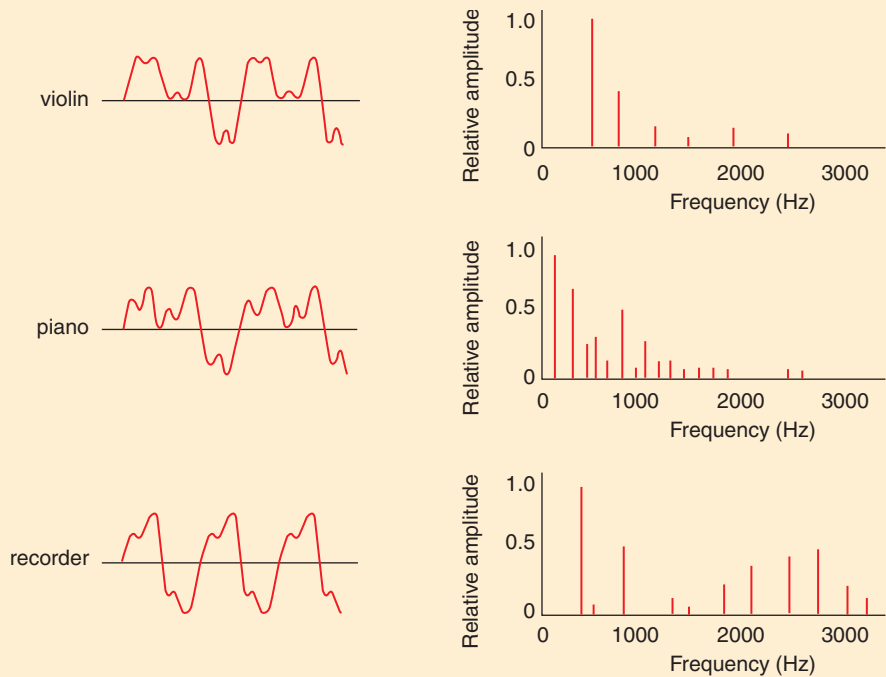 violin
Relative amplitude
1.0
0.5
0
0 1000 2000 3000
Frequency (Hz)
piano
Relative amplitude
1.0
0.5
0
0 1000 2000 3000
Frequency (Hz)
recorder
Relative amplitude
1.0
0.5
0
0 1000 2000 3000
Frequency (Hz)